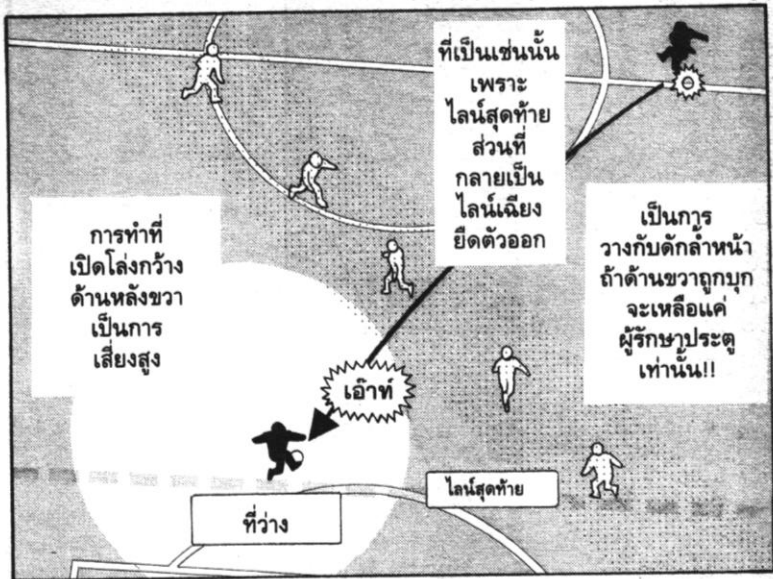 ที่เป็นเช่นนั้น
เพราะ
ไลน์สุดท้าย
ส่วนที่
กลายเป็น
ไลน์เฉียง
ยืดตัวออก
เป็นการ
วางกับดักล้ำหน้า
ถ้าด้านขวาถูกบุก
จะเหลือแค่
ผู้รักษาประตู
เท่านั้น!!
การทำที่
เปิดโล่งกว้าง
ด้านหลังขวา
เป็นการ
เสี่ยงสูง
เอ๊าท์
ไลน์สุดท้าย
ที่ว่าง